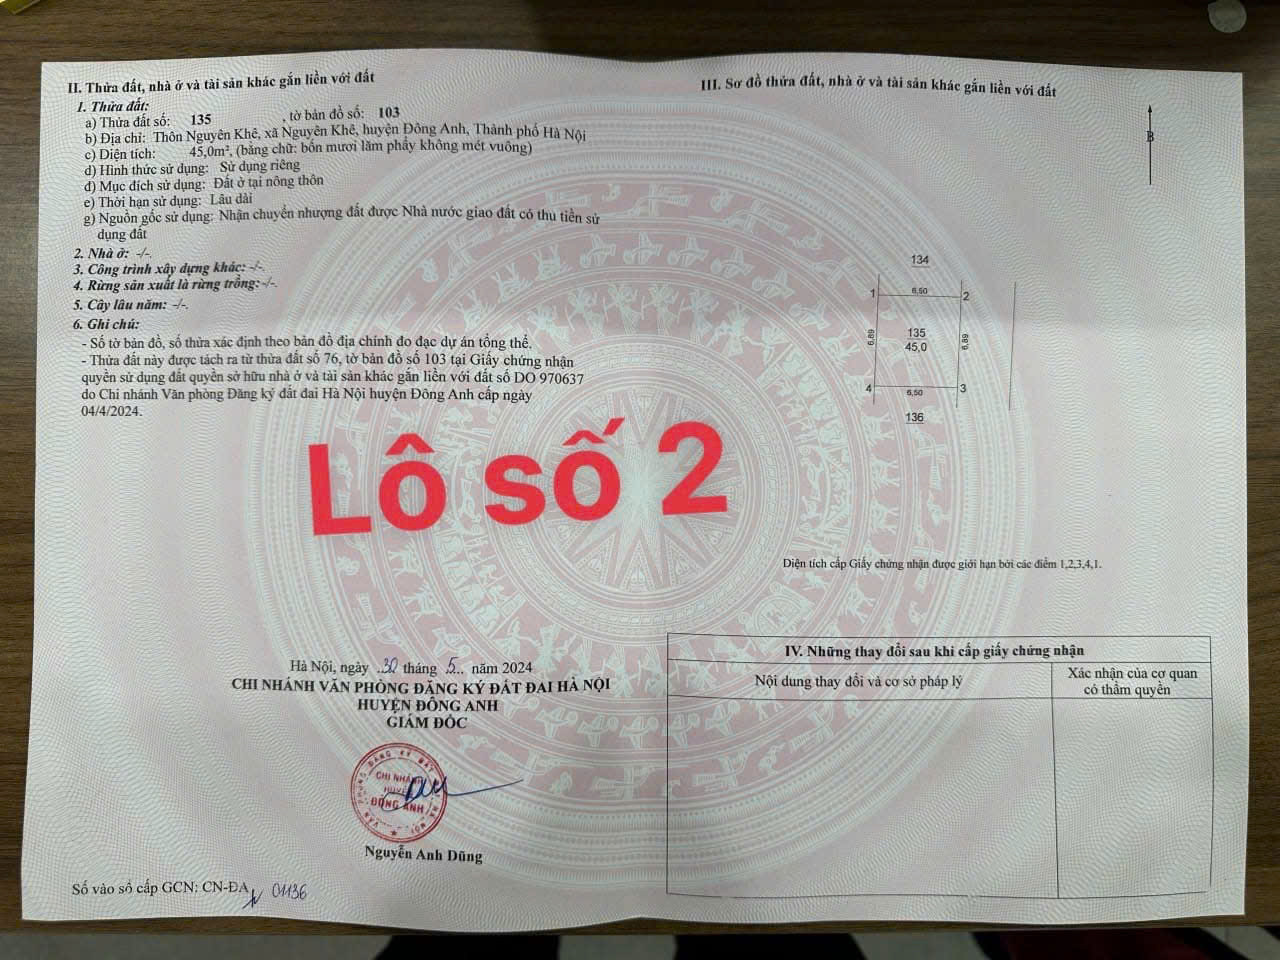 II. Thửa đất, nhà ở và tài sản khác gắn liền với đất
1. Thửa đất:
a) Thửa đất số: 135 , tờ bản đồ số: 103
b) Địa chỉ: Thôn Nguyên Khê, xã Nguyên Khê, huyện Đông Anh, Thành phố Hà Nội
c) Diện tích: 45,0m², (bằng chữ: bốn mươi lăm phẩy không mét vuông)
d) Hình thức sử dụng: Sử dụng riêng
đ) Mục đích sử dụng: Đất ở tại nông thôn
e) Thời hạn sử dụng: Lâu dài
g) Nguồn gốc sử dụng: Nhận chuyển nhượng đất được Nhà nước giao đất có thu tiền sử
dụng đất
2. Nhà ở: -/-.
3. Công trình xây dựng khác: -/-.
4. Rừng sản xuất là rừng trồng: -/-.
5. Cây lâu năm: -/-.
6. Ghi chú:
- Số tờ bản đồ, số thửa xác định theo bản đồ địa chính đo đạc dự án tổng thể.
- Thửa đất này được tách ra từ thửa đất số 76, tờ bản đồ số 103 tại Giấy chứng nhận
quyền sử dụng đất quyền sở hữu nhà ở và tài sản khác gắn liền với đất số DO 970637
do Chi nhánh Văn phòng Đăng ký đất đai Hà Nội huyện Đông Anh cấp ngày
04/4/2024.
Lô số 2
Hà Nội, ngày 30 tháng 5 năm 2024
CHI NHÁNH VĂN PHÒNG ĐĂNG KÝ ĐẤT ĐAI HÀ NỘI
HUYỆN ĐÔNG ANH
GIÁM ĐỐC
CHI NHÁNH
HUYỆN
ĐÔNG ANH
Nguyễn Anh Dũng
Số vào sổ cấp GCN: CN-ĐA 01136
III. Sơ đồ thửa đất, nhà ở và tài sản khác gắn liền với đất
B
134
1 6,50 2
6,89 135 6,89
45,0
4 6,50 3
136
Diện tích cấp Giấy chứng nhận được giới hạn bởi các điểm 1,2,3,4,1.
IV. Những thay đổi sau khi cấp giấy chứng nhận
Nội dung thay đổi và cơ sở pháp lý
Xác nhận của cơ quan
có thẩm quyền